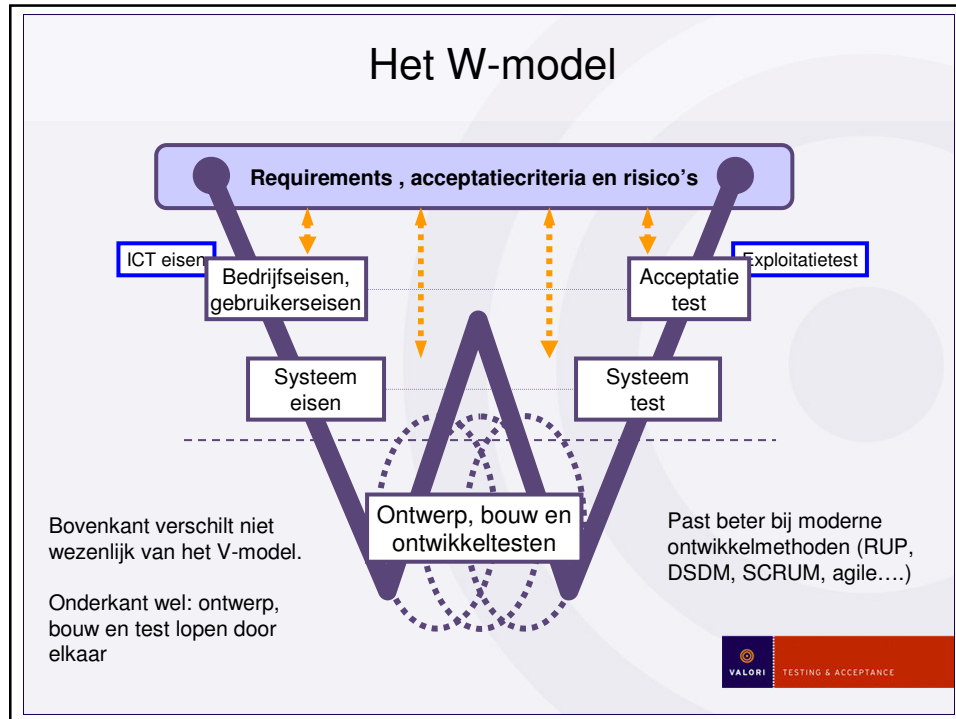 Het W-model
Requirements , acceptatiecriteria en risico's
ICT eisen
Bedrijfseisen,
gebruikerseisen
Acceptatie
test
Exploitatietest
Systeem
eisen
Systeem
test
Ontwerp, bouw en
ontwikkeltesten
Bovenkant verschilt niet
wezenlijk van het V-model.
Onderkant wel: ontwerp,
bouw en test lopen door
elkaar
Past beter bij moderne
ontwikkelmethoden (RUP,
DSDM, SCRUM, agile....)
VALORI
TESTING & ACCEPTANCE